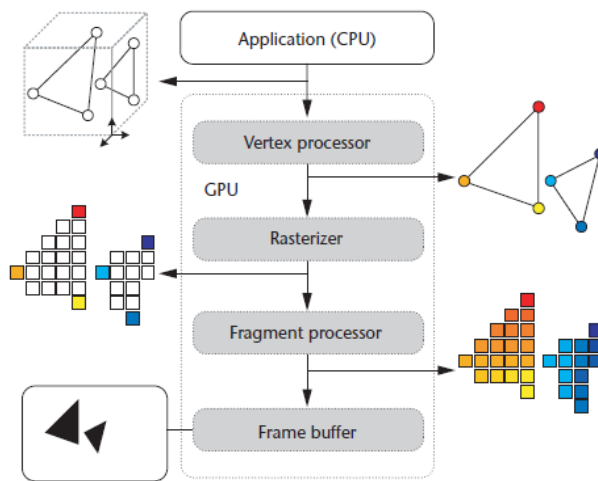 Application (CPU)
Vertex processor
GPU
Rasterizer
Fragment processor
Frame buffer